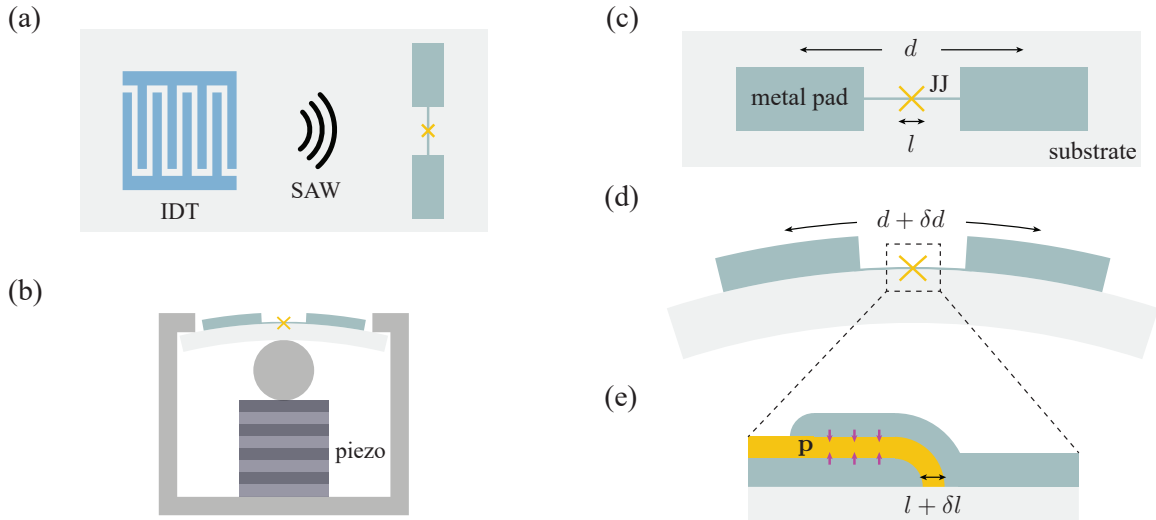 (a)
IDT
SAW
(b)
piezo
(c)
d
metal pad
JJ
l
substrate
(d)
d + δd
(e)
p
l + δl